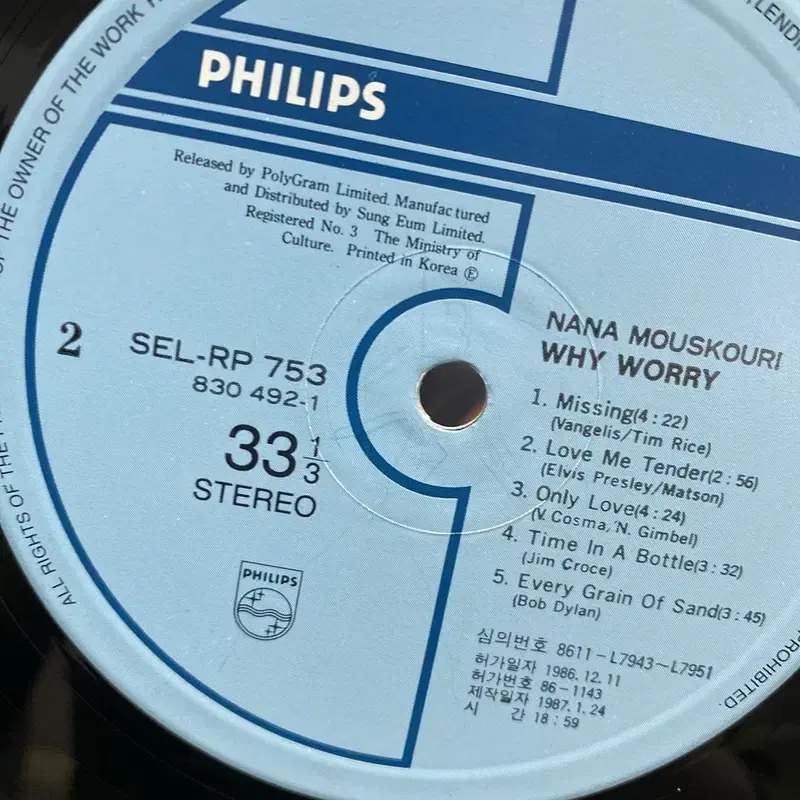 PHILIPS
Released by PolyGram Limited. Manufactured
and Distributed by Sung Eum Limited.
Registered No. 3 The Ministry of
Culture. Printed in Korea Ⓔ
2
SEL-RP 753
830 492-1
33 1/3
STEREO
PHILIPS
NANA MOUSKOURI
WHY WORRY
1. Missing(4 : 22)
(Vangelis/Tim Rice)
2. Love Me Tender(2 : 56)
(Elvis Presley/Matson)
3. Only Love(4 : 24)
(V. Cosma, N. Gimbel)
4. Time In A Bottle(3 : 32)
(Jim Croce)
5. Every Grain Of Sand(3 : 45)
(Bob Dylan)
심의번호 8611-L7943~L7951
허가일자 1986. 12. 11
허가번호 86-1143
제작일자 1987. 1. 24
시 간 18 : 59
ALL RIGHTS OF THE
OF THE OWNER OF THE WORK
PROHIBITED.